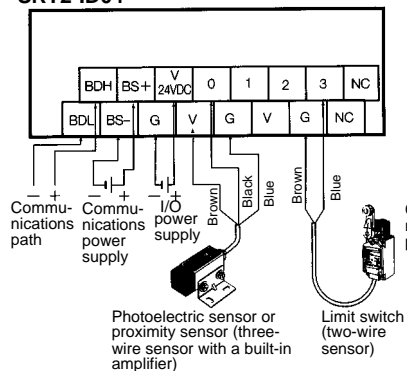 BDH BS+ V 24VDC 0 1 2 3 NC
BDL BS- G V G V G NC
− + − + − +
Commu-
nications
path
Commu-
nications
power
supply
I/O
power
supply
Brown
Black
Blue
Brown
Blue
Photoelectric sensor or
proximity sensor (three-
wire sensor with a built-in
amplifier)
Limit switch
(two-wire
sensor)